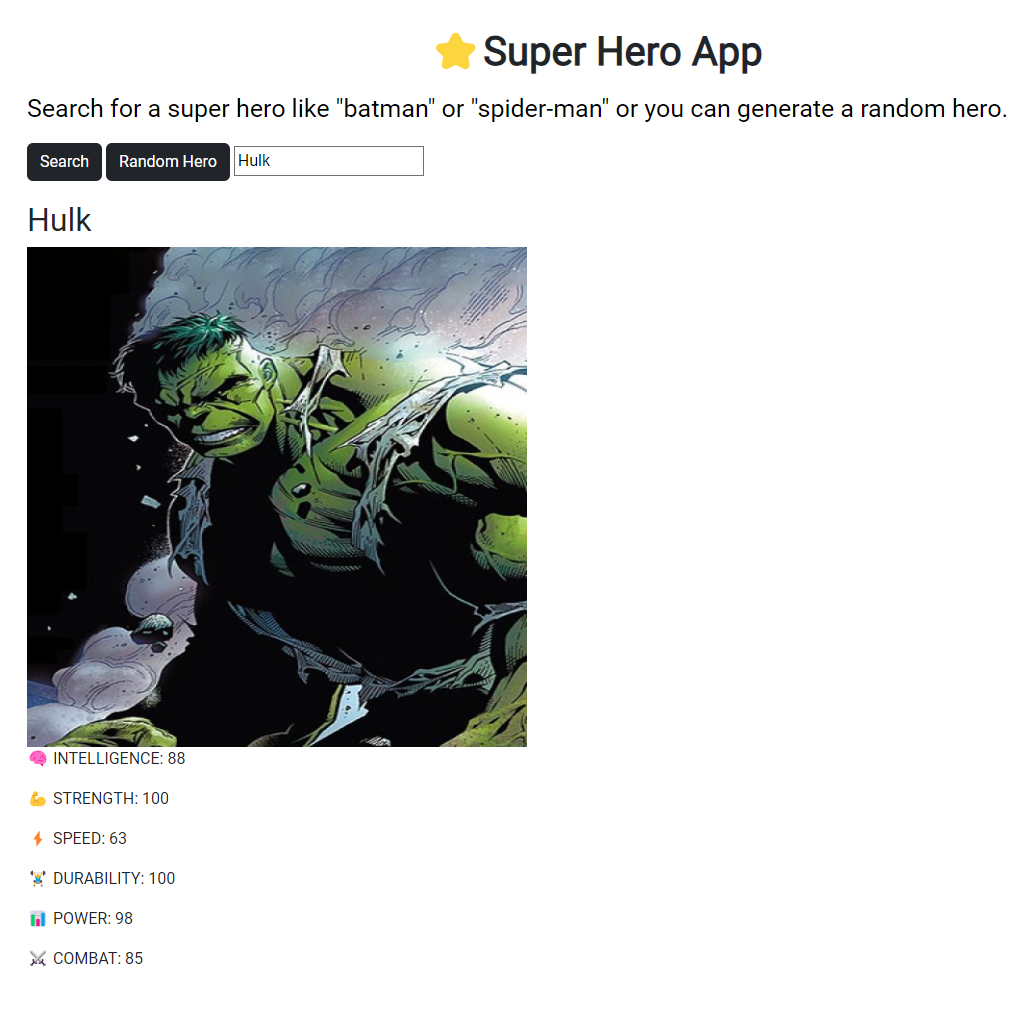 Super Hero App
Search for a super hero like "batman" or "spider-man" or you can generate a random hero.
Search Random Hero Hulk
Hulk
INTELLIGENCE: 88
STRENGTH: 100
SPEED: 63
DURABILITY: 100
POWER: 98
COMBAT: 85